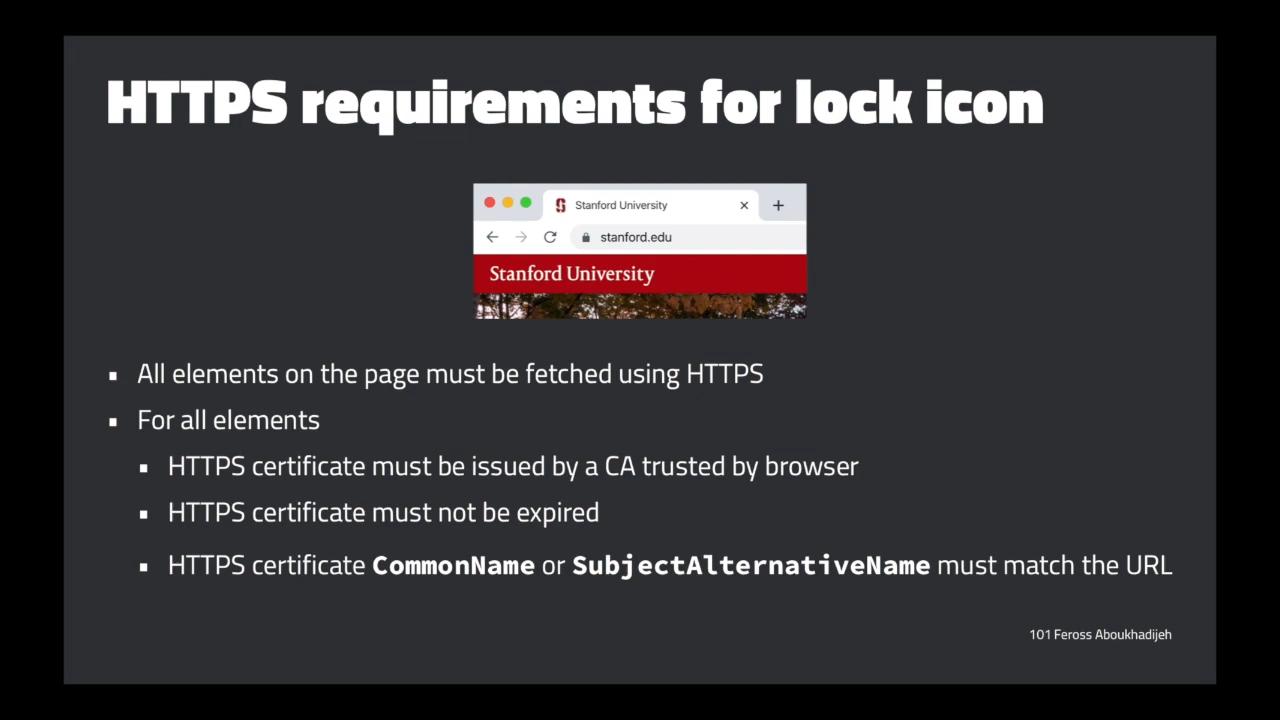 HTTPS requirements for lock icon
Stanford University
stanford.edu
Stanford University
All elements on the page must be fetched using HTTPS
For all elements
HTTPS certificate must be issued by a CA trusted by browser
HTTPS certificate must not be expired
HTTPS certificate CommonName or SubjectAlternativeName must match the URL
101 Feross Aboukhadijeh